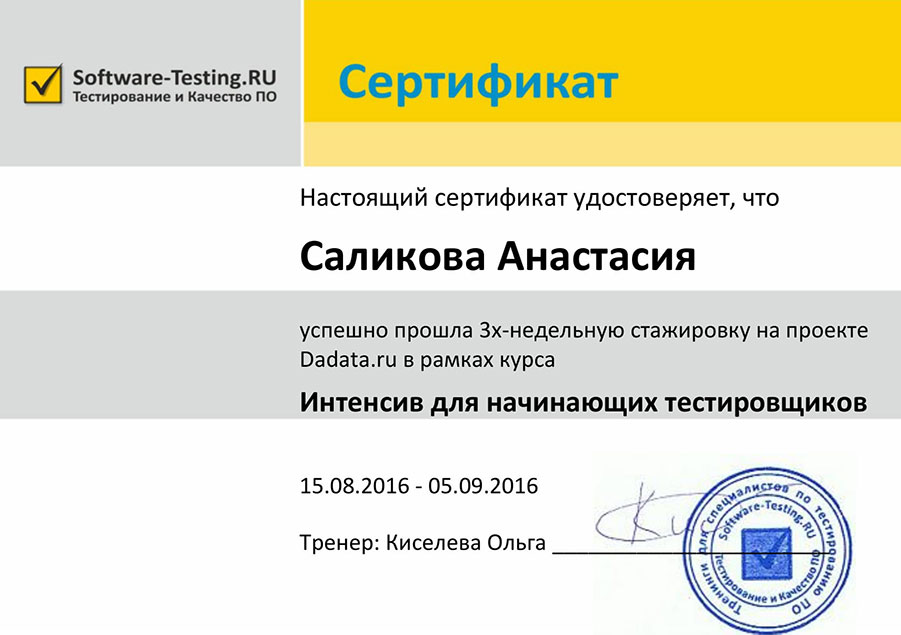 Software-Testing.RU
Тестирование и Качество ПО
Сертификат
Настоящий сертификат удостоверяет, что
Саликова Анастасия
успешно прошла 3х-недельную стажировку на проекте
Dadata.ru в рамках курса
Интенсив для начинающих тестировщиков
15.08.2016 - 05.09.2016
Тренер: Киселева Ольга
Тренинги для специалистов по тестированию ПО
Software-Testing.RU
Тестирование и Качество ПО